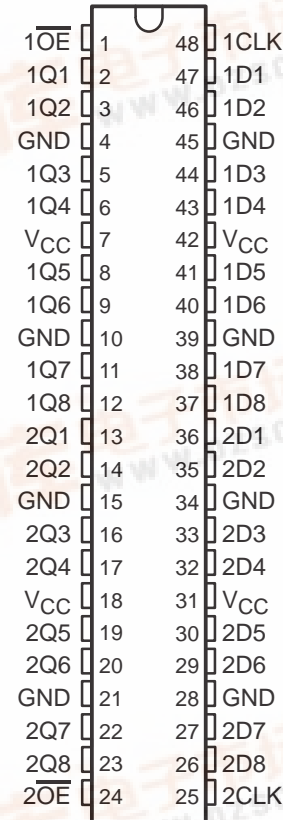 1OE 1 48 1CLK
1Q1 2 47 1D1
1Q2 3 46 1D2
GND 4 45 GND
1Q3 5 44 1D3
1Q4 6 43 1D4
VCC 7 42 VCC
1Q5 8 41 1D5
1Q6 9 40 1D6
GND 10 39 GND
1Q7 11 38 1D7
1Q8 12 37 1D8
2Q1 13 36 2D1
2Q2 14 35 2D2
GND 15 34 GND
2Q3 16 33 2D3
2Q4 17 32 2D4
VCC 18 31 VCC
2Q5 19 30 2D5
2Q6 20 29 2D6
GND 21 28 GND
2Q7 22 27 2D7
2Q8 23 26 2D8
2OE 24 25 2CLK